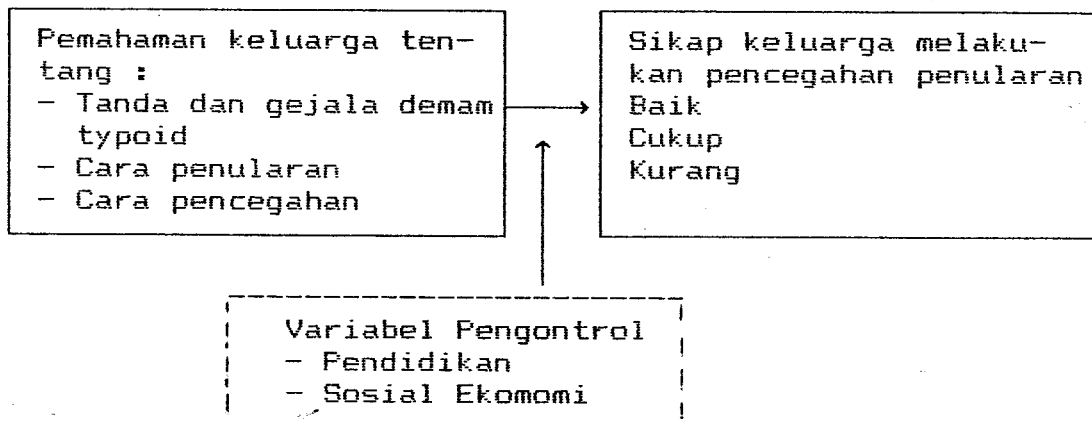 Pemahaman keluarga ten-
tang :
- Tanda dan gejala demam
typoid
- Cara penularan
- Cara pencegahan
Sikap keluarga melaku-
kan pencegahan penularan
Baik
Cukup
Kurang
Variabel Pengontrol
- Pendidikan
- Sosial Ekomomi